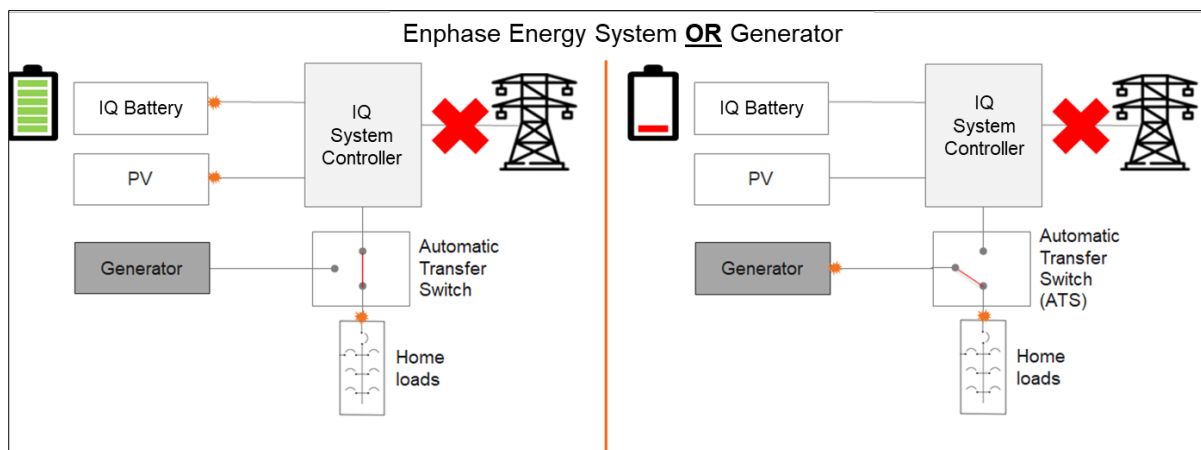 Enphase Energy System OR Generator
IQ Battery
PV
IQ
System
Controller
Generator
Automatic
Transfer
Switch
Home
loads
IQ Battery
PV
IQ
System
Controller
Generator
Automatic
Transfer
Switch
(ATS)
Home
loads